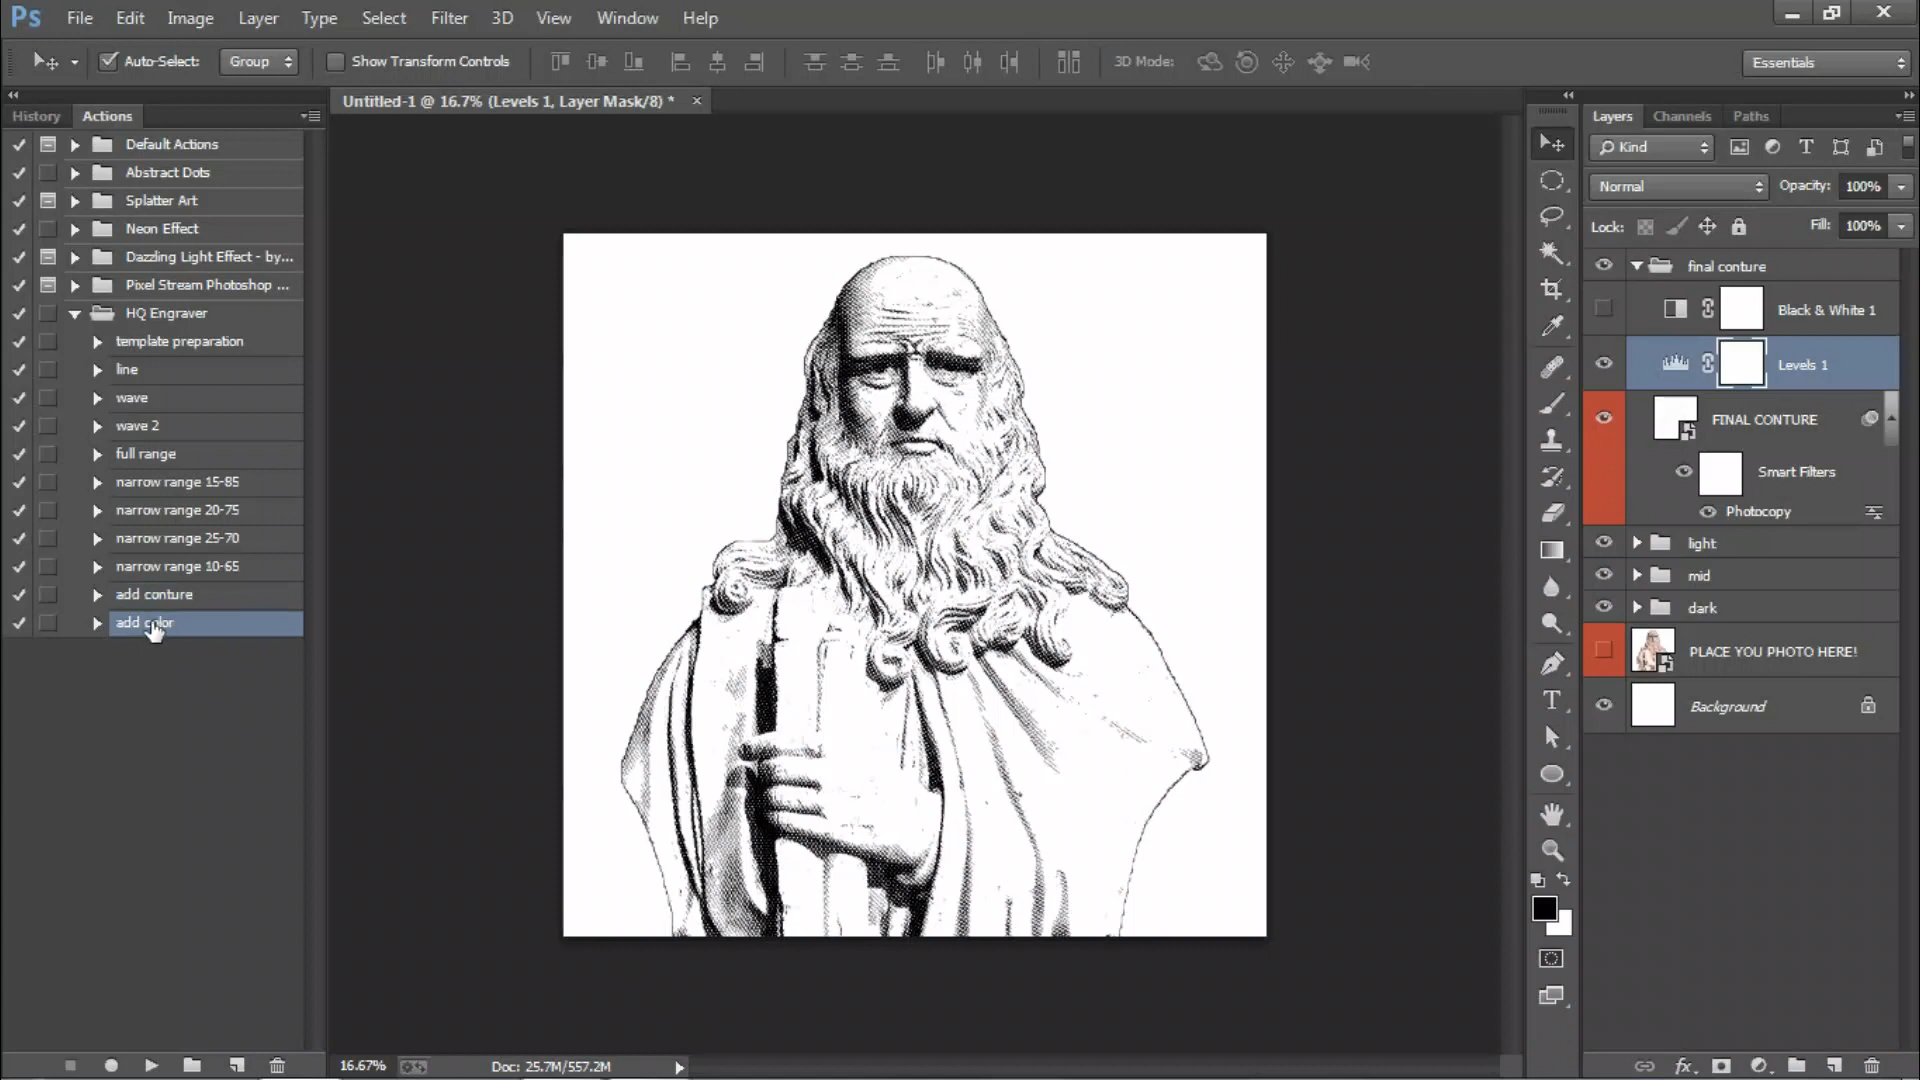 Ps File Edit Image Layer Type Select Filter 3D View Window Help
Auto-Select: Group Show Transform Controls 3D Mode: Essentials
History Actions
Default Actions
Abstract Dots
Splatter Art
Neon Effect
Dazzling Light Effect - by...
Pixel Stream Photoshop ...
HQ Engraver
template preparation
line
wave
wave 2
full range
narrow range 15-85
narrow range 20-75
narrow range 25-70
narrow range 10-65
add conture
add color
Untitled-1 @ 16.7% (Levels 1, Layer Mask/8) *
16.67% Doc: 25.7M/557.2M
Layers Channels Paths
Kind
Normal Opacity: 100%
Lock: Fill: 100%
final conture
Black & White 1
Levels 1
FINAL CONTURE
Smart Filters
Photocopy
light
mid
dark
PLACE YOU PHOTO HERE!
Background